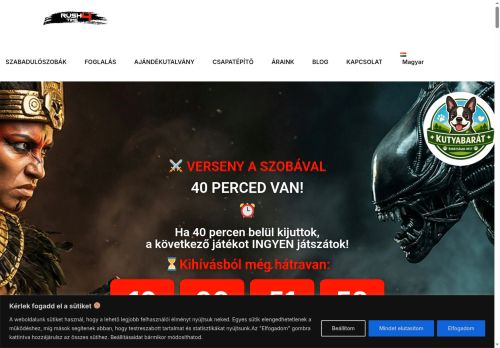 RUSH 4
SZABADULÓSZOBÁK
FOGLALÁS
AJÁNDÉKUTALVÁNY
CSAPATÉPÍTŐ
ÁRAINK
BLOG
KAPCSOLAT
Magyar
KUTYABARÁT
VERSENY A SZOBÁVAL
40 PERCED VAN!
Ha 40 percen belül kijuttok,
a következő játékot INGYEN játszátok!
Kihívásból még hátravan:
Kérlek fogadd el a sütiket
A weboldalunk sütiket használ, hogy a lehető legjobb felhasználói élményt nyújtsuk neked. Egyes sütik elengedhetetlenek a
működéshez, míg mások segítenek abban, hogy testreszabott tartalmat és statisztikákat nyújtsunk.Az "Elfogadom" gombra
kattintva hozzájárulsz az összes sütihez. Beállításaidat bármikor módosíthatod.
Beállítom
Mindet elutasítom
Elfogadom